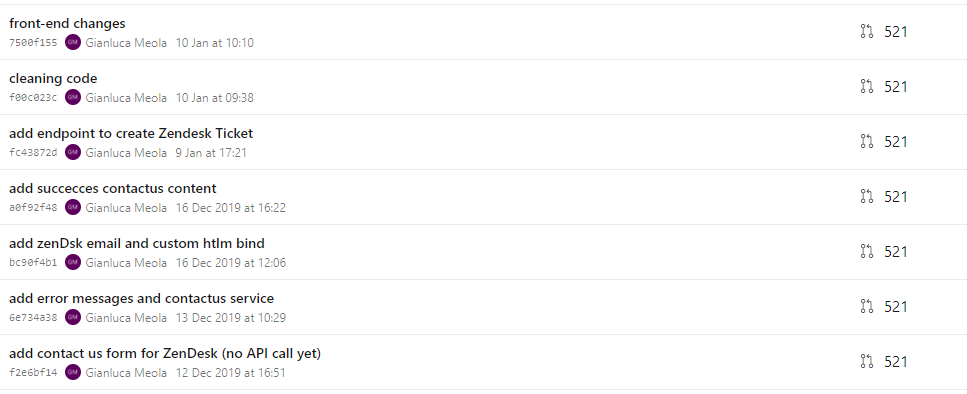 front-end changes
521
7500f155 GM Gianluca Meola 10 Jan at 10:10
cleaning code
521
f00c023c GM Gianluca Meola 10 Jan at 09:38
add endpoint to create Zendesk Ticket
521
fc43872d GM Gianluca Meola 9 Jan at 17:21
add succecces contactus content
521
a0f92f48 GM Gianluca Meola 16 Dec 2019 at 16:22
add zenDsk email and custom htlm bind
521
bc90f4b1 GM Gianluca Meola 16 Dec 2019 at 12:06
add error messages and contactus service
521
6e734a38 GM Gianluca Meola 13 Dec 2019 at 10:29
add contact us form for ZenDesk (no API call yet)
521
f2e6bf14 GM Gianluca Meola 12 Dec 2019 at 16:51